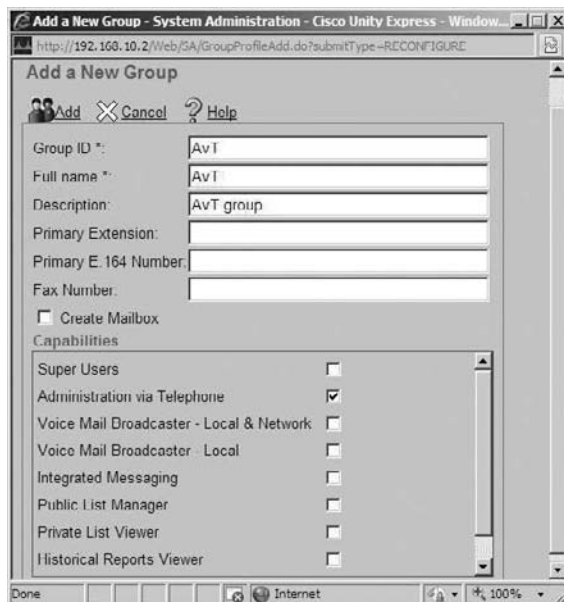 Add a New Group - System Administration - Cisco Unity Express - Window...
http://192.168.10.2/Web/SA/GroupProfileAdd.do?submitType=RECONFIGURE
Add a New Group
Add Cancel Help
Group ID *: AvT
Full name *: AvT
Description: AvT group
Primary Extension:
Primary E.164 Number:
Fax Number:
Create Mailbox
Capabilities
Super Users
Administration via Telephone
Voice Mail Broadcaster - Local & Network
Voice Mail Broadcaster - Local
Integrated Messaging
Public List Manager
Private List Viewer
Historical Reports Viewer
Done Internet 100%